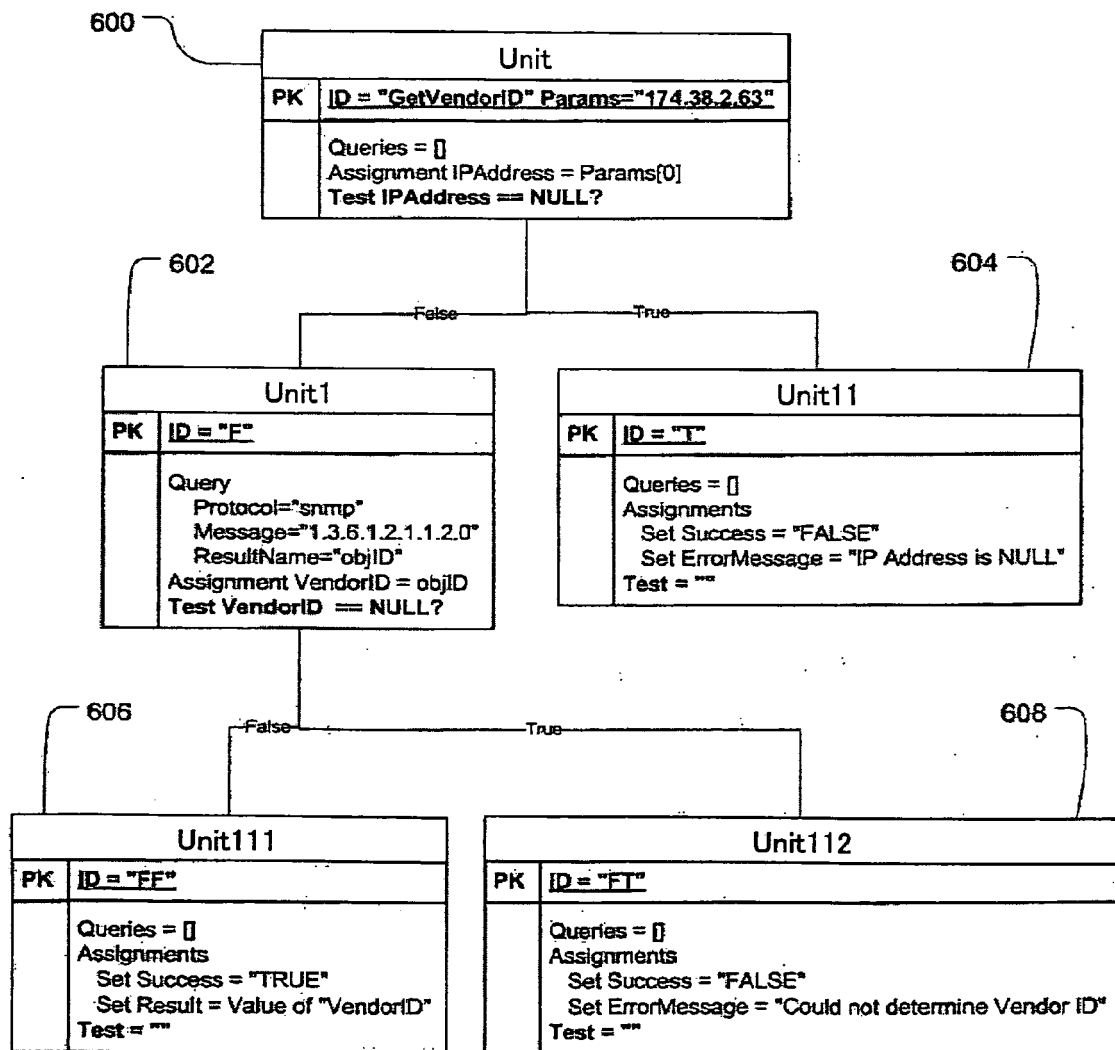 600
Unit
PK ID = "GetVendorID" Params="174.38.2.63"
Queries = []
Assignment IPAddress = Params[0]
Test IPAddress == NULL?
602
604
False
True
Unit1
PK ID = "F"
Query
Protocol="snmp"
Message="1.3.6.1.2.1.1.2.0"
ResultName="objID"
Assignment VendorID = objID
Test VendorID == NULL?
Unit11
PK ID = "T"
Queries = []
Assignments
Set Success = "FALSE"
Set ErrorMessage = "IP Address is NULL"
Test = ""
606
608
False
True
Unit111
PK ID = "FF"
Queries = []
Assignments
Set Success = "TRUE"
Set Result = Value of "VendorID"
Test = ""
Unit112
PK ID = "FT"
Queries = []
Assignments
Set Success = "FALSE"
Set ErrorMessage = "Could not determine Vendor ID"
Test = ""